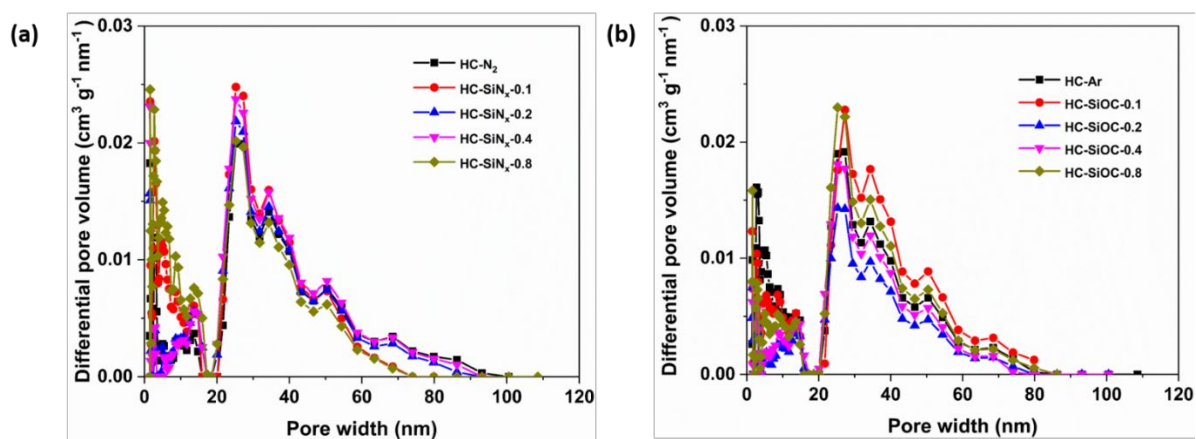 (a)
0.03
0.02
0.01
0.00
Differential pore volume (cm³ g⁻¹ nm⁻¹)
HC-N₂
HC-SiNₓ-0.1
HC-SiNₓ-0.2
HC-SiNₓ-0.4
HC-SiNₓ-0.8
0 20 40 60 80 100 120
Pore width (nm)
(b)
0.03
0.02
0.01
0.00
Differential pore volume (cm³ g⁻¹ nm⁻¹)
HC-Ar
HC-SiOC-0.1
HC-SiOC-0.2
HC-SiOC-0.4
HC-SiOC-0.8
0 20 40 60 80 100 120
Pore width (nm)